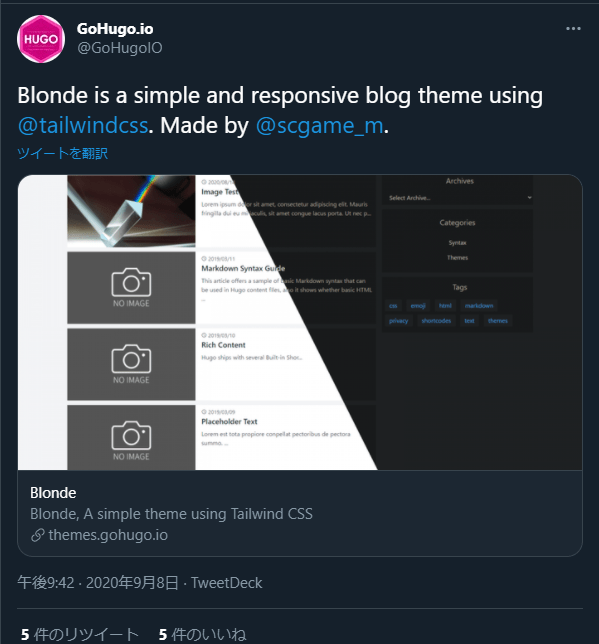 HUGO
GoHugo.io
@GoHugoIO
Blonde is a simple and responsive blog theme using
@tailwindcss. Made by @scgame_m.
ツイートを翻訳
Image Test
Lorem ipsum dolor sit amet, consectetur adipiscing elit. Mauris
fringilla dui eu mi iaculis, sit amet congue lacus porta. Ut nec p...
NO IMAGE
2019/03/11
Markdown Syntax Guide
This article offers a sample of basic Markdown syntax that can
be used in Hugo content files, also it shows whether basic HTML
...
NO IMAGE
2019/03/10
Rich Content
Hugo ships with several Built-in Shor...
NO IMAGE
2019/03/09
Placeholder Text
Lorem est tota propiore conpellat pectoribus de pectora
summo. ...
Archives
Select Archive...
Categories
Syntax
Themes
Tags
css emoji html markdown
privacy shortcodes text themes
Blonde
Blonde, A simple theme using Tailwind CSS
themes.gohugo.io
午後9:42 · 2020年9月8日 · TweetDeck
5 件のリツイート 5 件のいいね